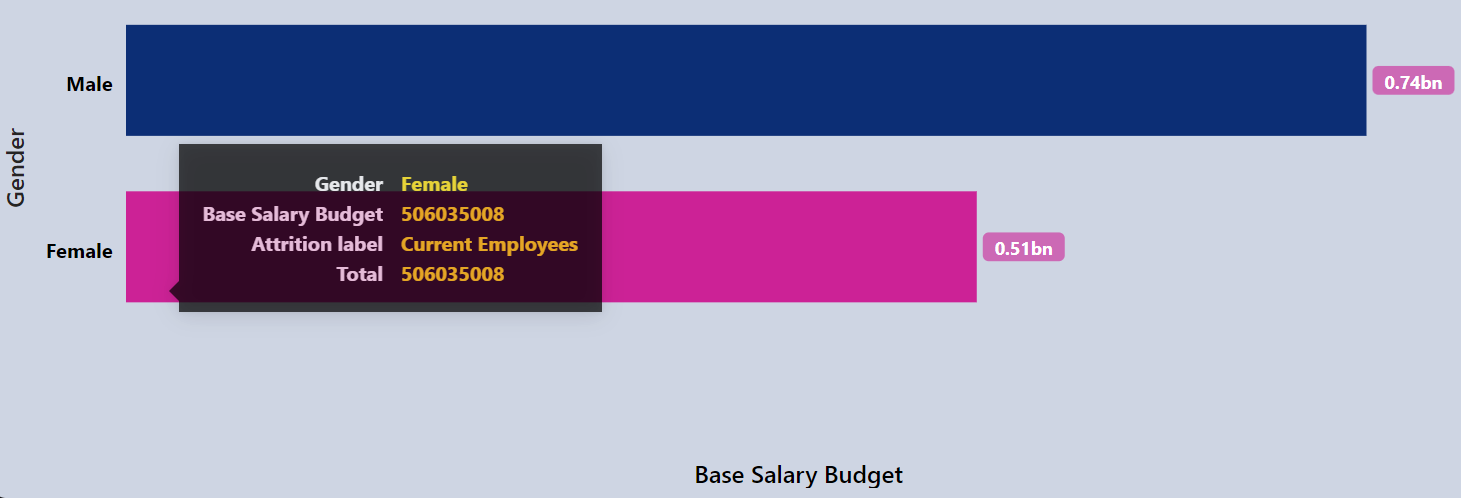 Gender
Male
0.74bn
Gender Female
Base Salary Budget 506035008
Attrition label Current Employees
Total 506035008
Female
0.51bn
Base Salary Budget